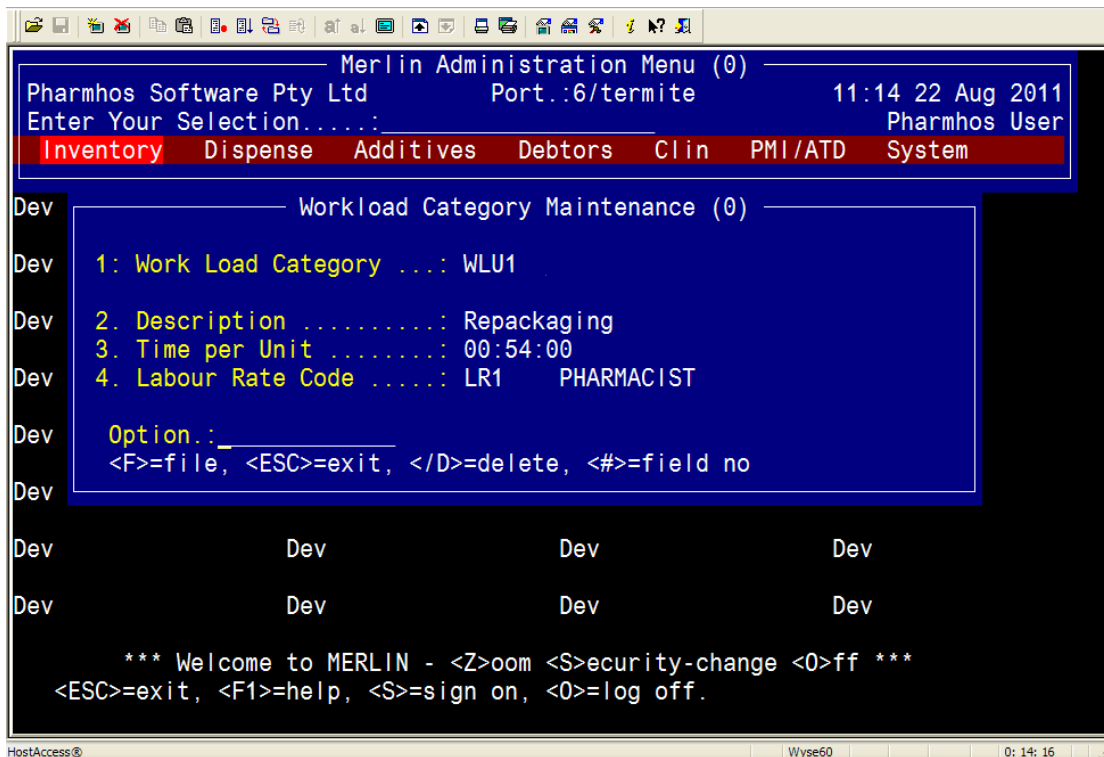 Merlin Administration Menu (0)
Pharmhos Software Pty Ltd Port.:6/termite 11:14 22 Aug 2011
Enter Your Selection.....:____________________ Pharmhos User
Inventory Dispense Additives Debtors Clin PMI/ATD System
Dev Workload Category Maintenance (0)
Dev 1: Work Load Category ...: WLU1
Dev 2. Description ..........: Repackaging
3. Time per Unit ........: 00:54:00
Dev 4. Labour Rate Code .....: LR1 PHARMACIST
Dev Option.:_____________
<F>=file, <ESC>=exit, </D>=delete, <#>=field no
Dev
Dev Dev Dev Dev
Dev Dev Dev Dev
*** Welcome to MERLIN - <Z>oom <S>ecurity-change <O>ff ***
<ESC>=exit, <F1>=help, <S>=sign on, <O>=log off.
HostAccess® Wyse60 0: 14: 16